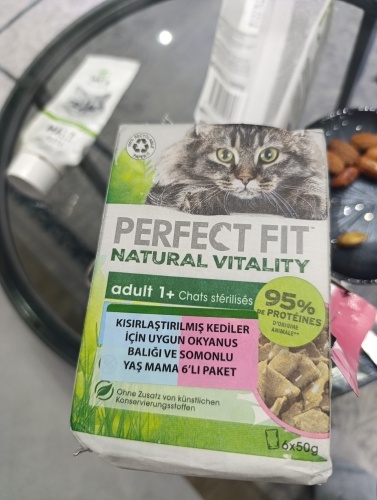 PERFECT FIT™
NATURAL VITALITY
adult 1+ Chats stérilisés
95%
DE PROTÉINES
D'ORIGINE
ANIMALE**
KISIRLAŞTIRILMIŞ KEDİLER
İÇİN UYGUN OKYANUS
BALIĞI VE SOMONLU
YAŞ MAMA 6'LI PAKET
Ohne Zusatz von künstlichen
Konservierungsstoffen
6x50g